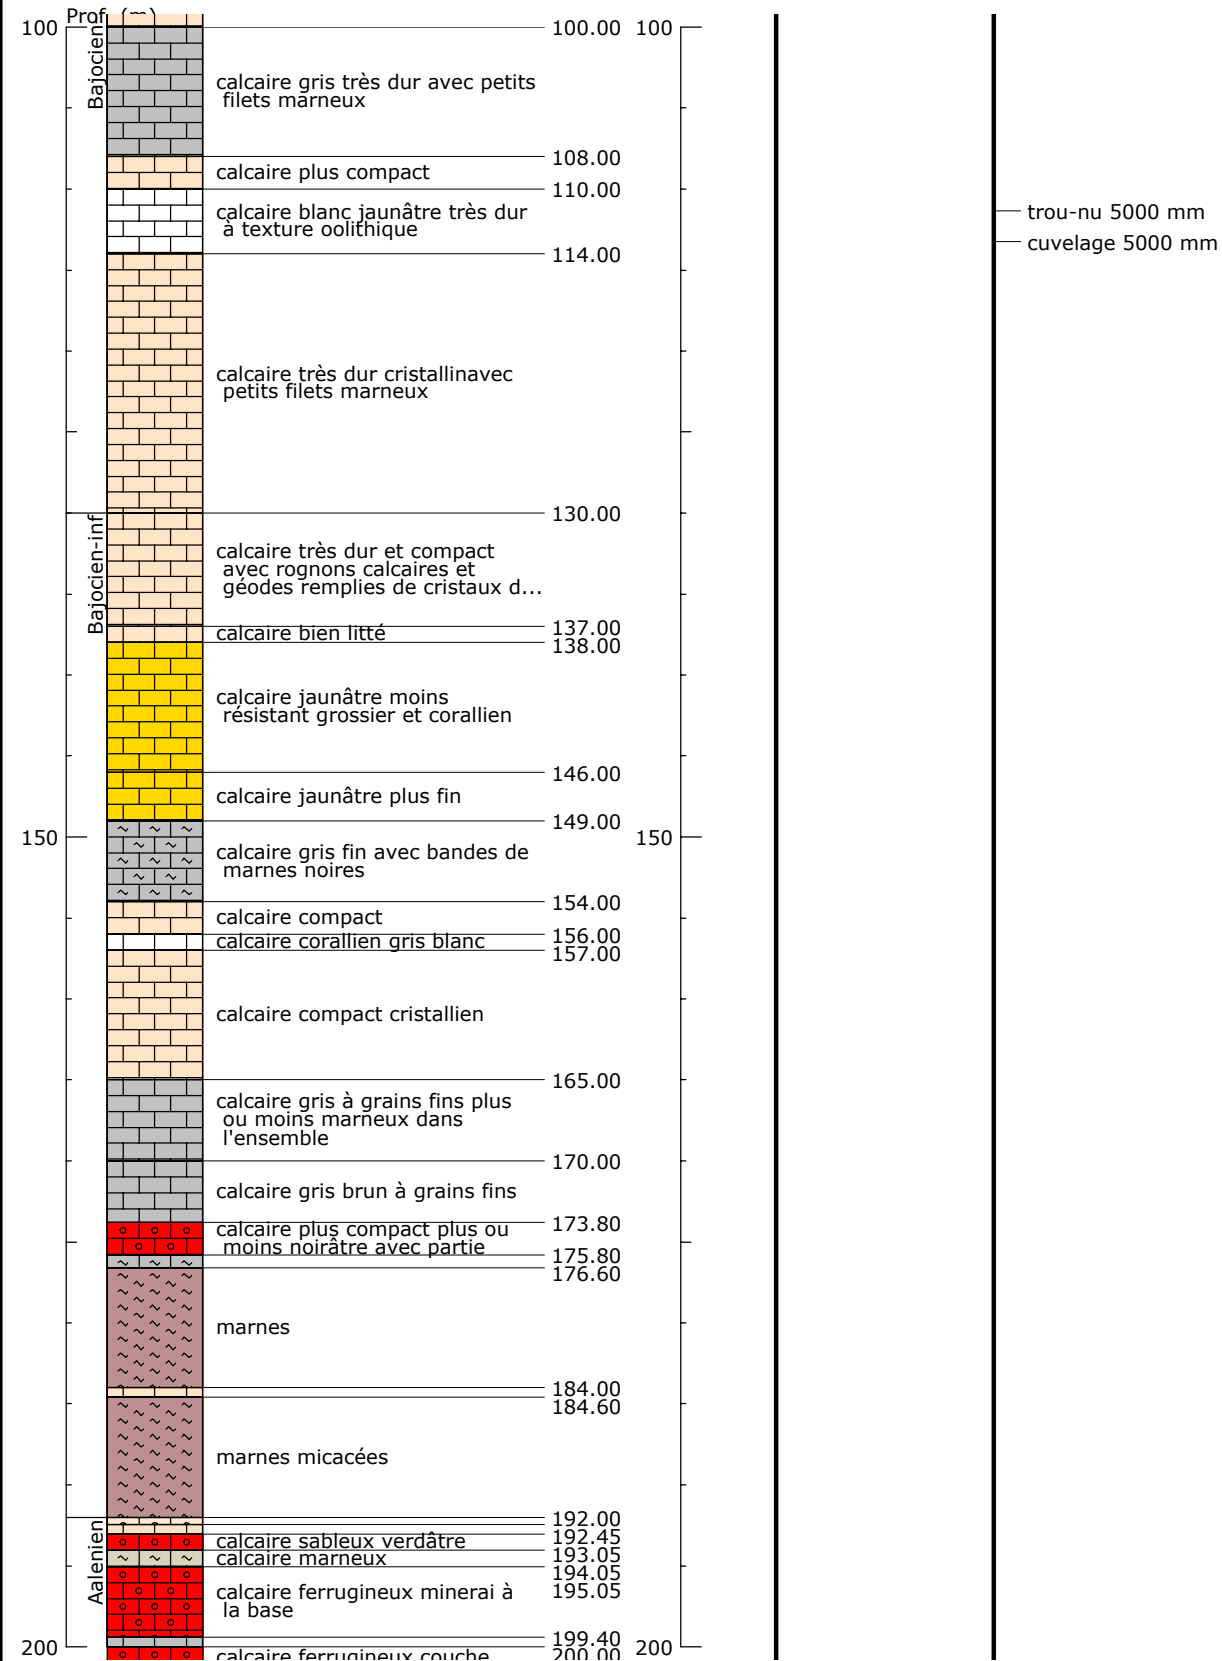 Prof. (m)
100
Bajocien
100.00
100
calcaire gris très dur avec petits
filets marneux
108.00
calcaire plus compact
110.00
calcaire blanc jaunâtre très dur
à texture oolithique
trou-nu 5000 mm
cuvelage 5000 mm
114.00
calcaire très dur cristallinavec
petits filets marneux
130.00
Bajocien-inf
calcaire très dur et compact
avec rognons calcaires et
géodes remplies de cristaux d...
137.00
calcaire bien litté
138.00
calcaire jaunâtre moins
résistant grossier et corallien
146.00
calcaire jaunâtre plus fin
149.00
150
150
calcaire gris fin avec bandes de
marnes noires
154.00
calcaire compact
156.00
calcaire corallien gris blanc
157.00
calcaire compact cristallien
165.00
calcaire gris à grains fins plus
ou moins marneux dans
l'ensemble
170.00
calcaire gris brun à grains fins
173.80
calcaire plus compact plus ou
moins noirâtre avec partie
175.80
176.60
marnes
184.00
184.60
marnes micacées
192.00
Aalenien
192.45
calcaire sableux verdâtre
193.05
calcaire marneux
194.05
195.05
calcaire ferrugineux minerai à
la base
199.40
200
200.00
200
calcaire ferrugineux couche